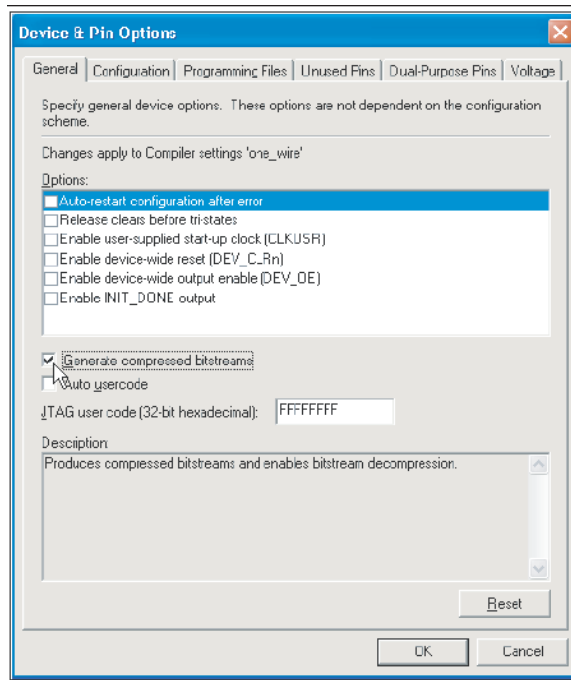 Device & Pin Options
General Configuration Programming Files Unused Pins Dual-Purpose Pins Voltage
Specify general device options. These options are not dependent on the configuration
scheme.
Changes apply to Compiler settings 'one_wire'
Options:
Auto-restart configuration after error
Release clears before tri-states
Enable user-supplied start-up clock (CLKUSR)
Enable device-wide reset (DEV_CLRn)
Enable device-wide output enable (DEV_OE)
Enable INIT_DONE output
Generate compressed bitstreams
Auto usercode
JTAG user code (32-bit hexadecimal): FFFFFFFF
Description:
Produces compressed bitstreams and enables bitstream decompression.
Reset
OK Cancel